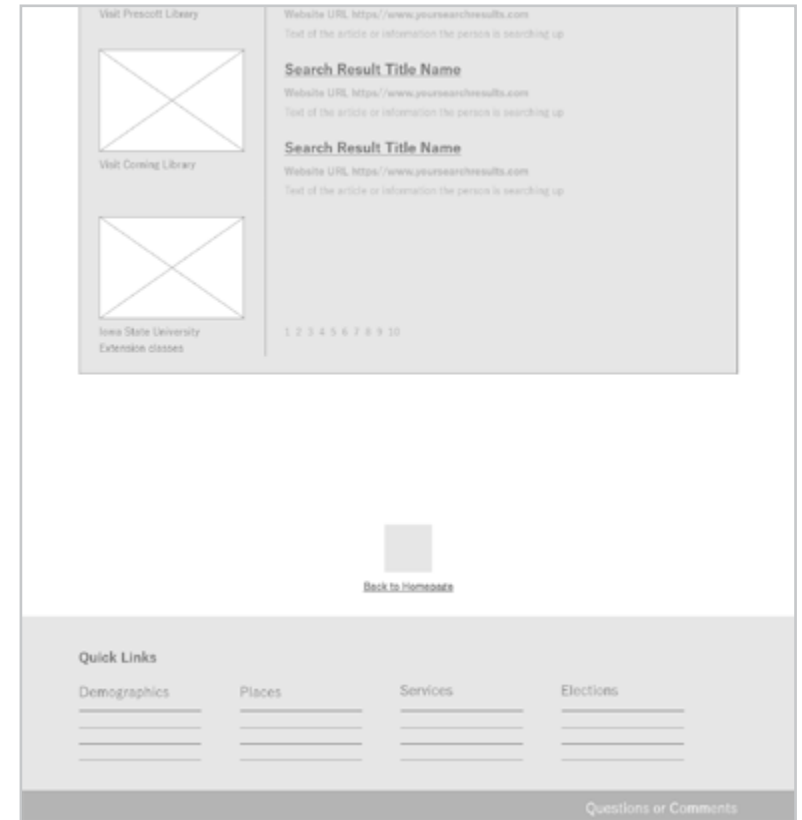 Visit Prescott Library
Visit Corning Library
Iowa State University
Extension classes
Website URL https://www.yoursearchresults.com
Text of the article or information the person is searching up
Search Result Title Name
Website URL https://www.yoursearchresults.com
Text of the article or information the person is searching up
Search Result Title Name
Website URL https://www.yoursearchresults.com
Text of the article or information the person is searching up
1 2 3 4 5 6 7 8 9 10
Back to Homepage
Quick Links
Demographics
Places
Services
Elections
Questions or Comments